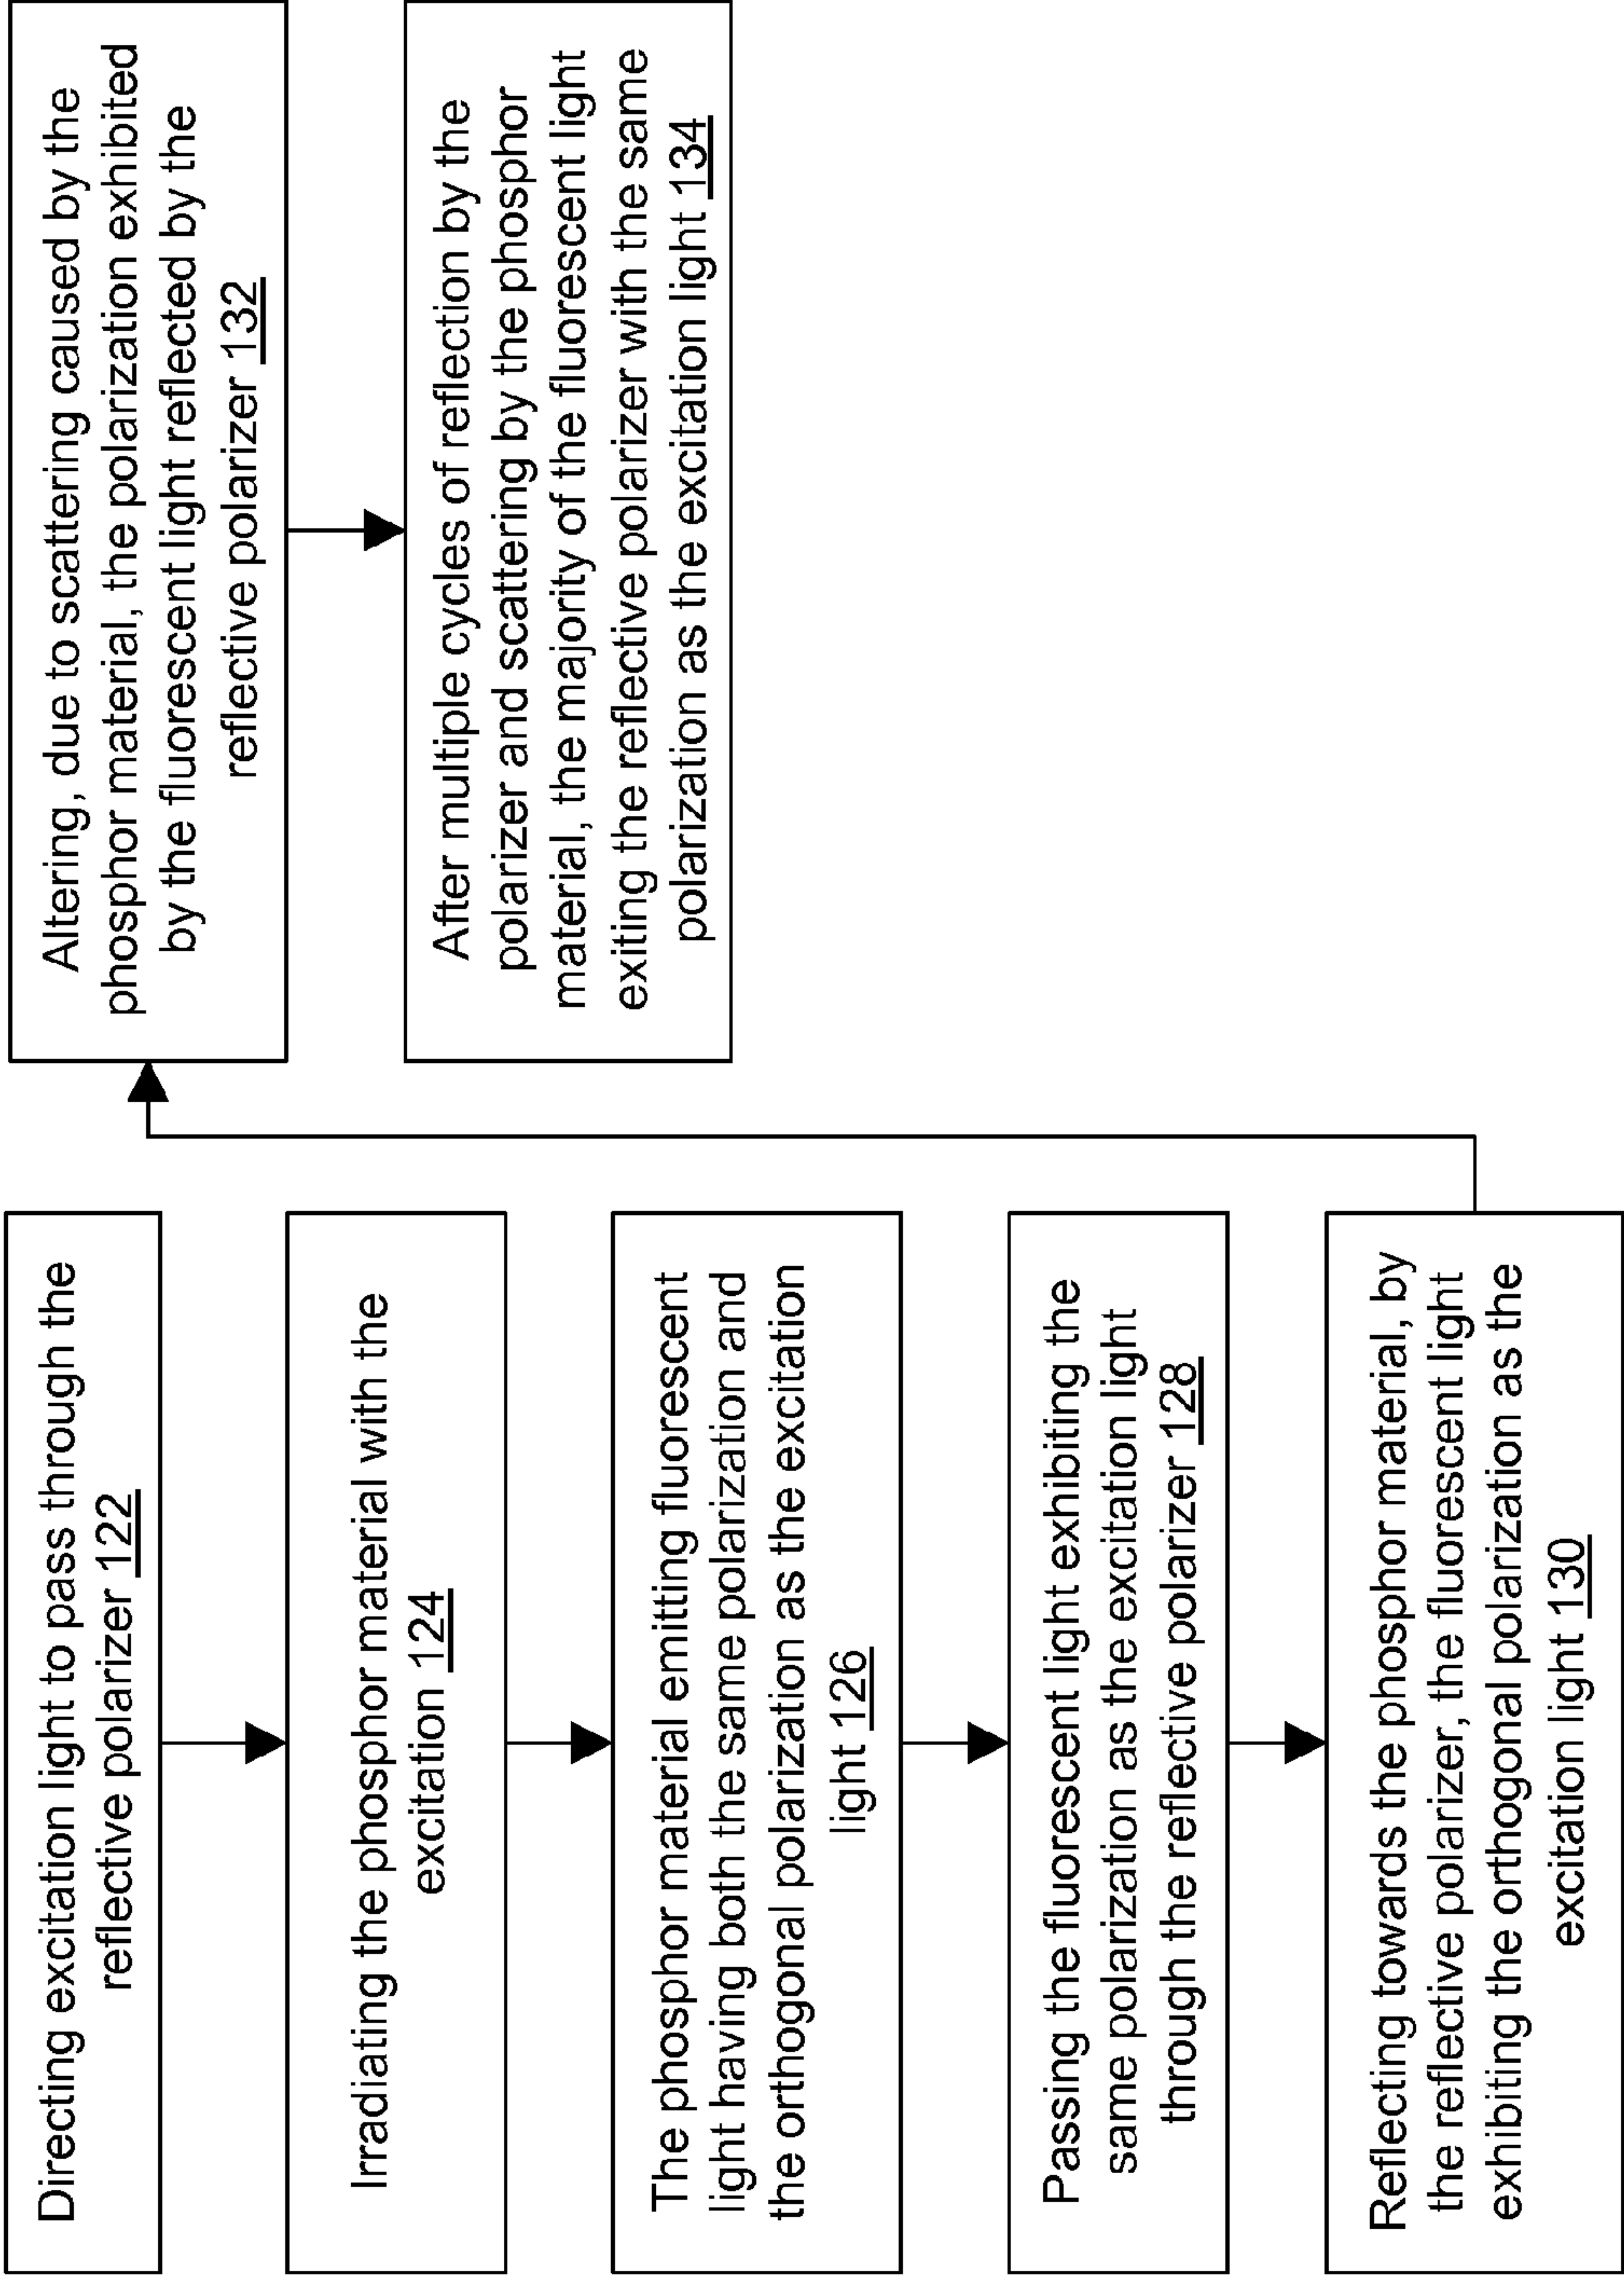 Directing excitation light to pass through the
reflective polarizer 122
Irradiating the phosphor material with the
excitation 124
The phosphor material emitting fluorescent
light having both the same polarization and
the orthogonal polarization as the excitation
light 126
Passing the fluorescent light exhibiting the
same polarization as the excitation light
through the reflective polarizer 128
Reflecting towards the phosphor material, by
the reflective polarizer, the fluorescent light
exhibiting the orthogonal polarization as the
excitation light 130
Altering, due to scattering caused by the
phosphor material, the polarization exhibited
by the fluorescent light reflected by the
reflective polarizer 132
After multiple cycles of reflection by the
polarizer and scattering by the phosphor
material, the majority of the fluorescent light
exiting the reflective polarizer with the same
polarization as the excitation light 134